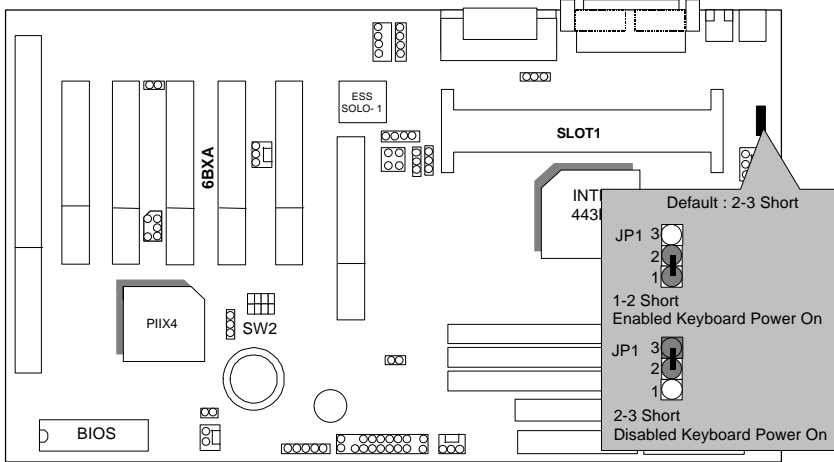 ESS
SOLO- 1
SLOT1
6BXA
INTE
443
Default : 2-3 Short
JP1
3
2
1
1-2 Short
Enabled Keyboard Power On
JP1
3
2
1
2-3 Short
Disabled Keyboard Power On
PIIX4
SW2
BIOS